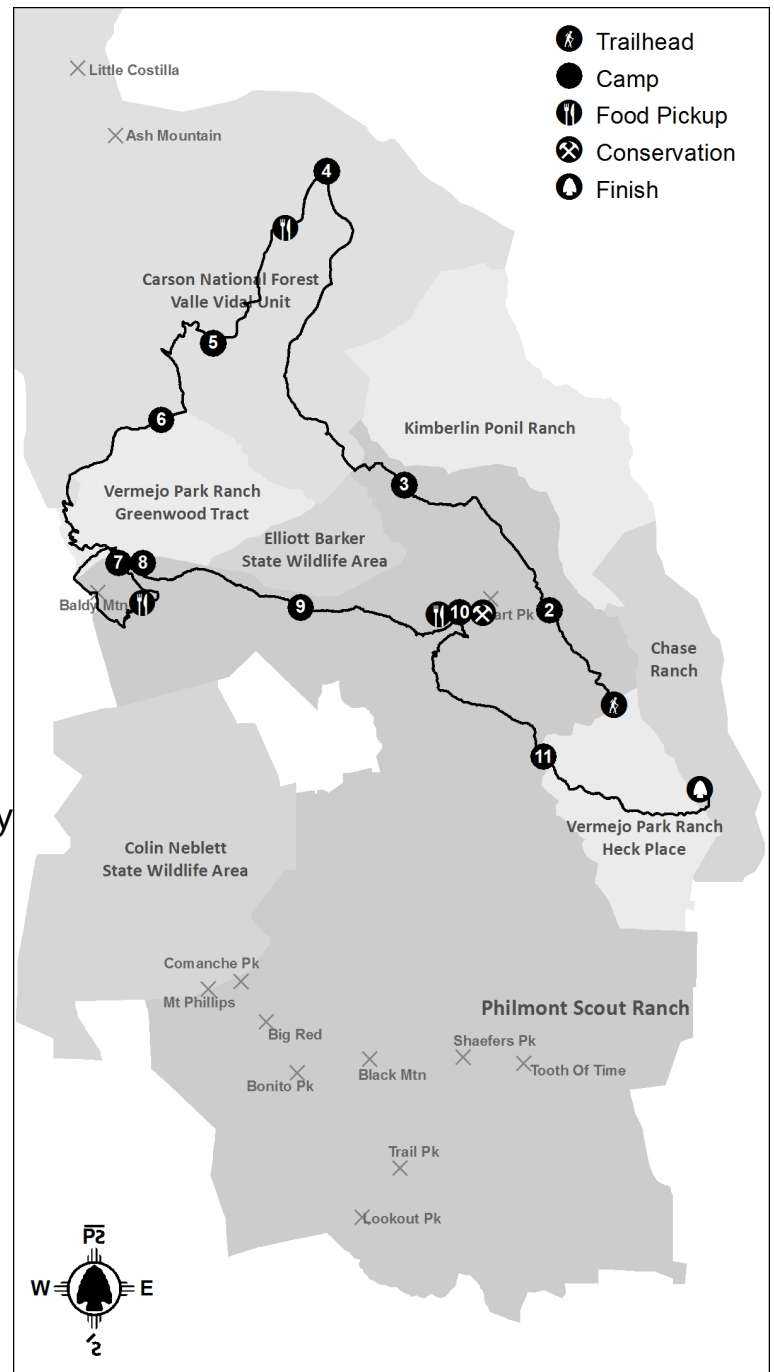 Trailhead
Camp
Food Pickup
Conservation
Finish
Little Costilla
Ash Mountain
4
Carson National Forest
Valle Vidal Unit
5
6
Kimberlin Ponil Ranch
3
Vermejo Park Ranch
Greenwood Tract
Elliott Barker
State Wildlife Area
7
8
Baldy Mtn
9
10
art Pk
2
Chase
Ranch
11
y
Vermejo Park Ranch
Heck Place
Colin Neblett
State Wildlife Area
Comanche Pk
Mt Phillips
Big Red
Philmont Scout Ranch
Shaefers Pk
Bonito Pk
Black Mtn
Tooth Of Time
Trail Pk
Lookout Pk
W
E